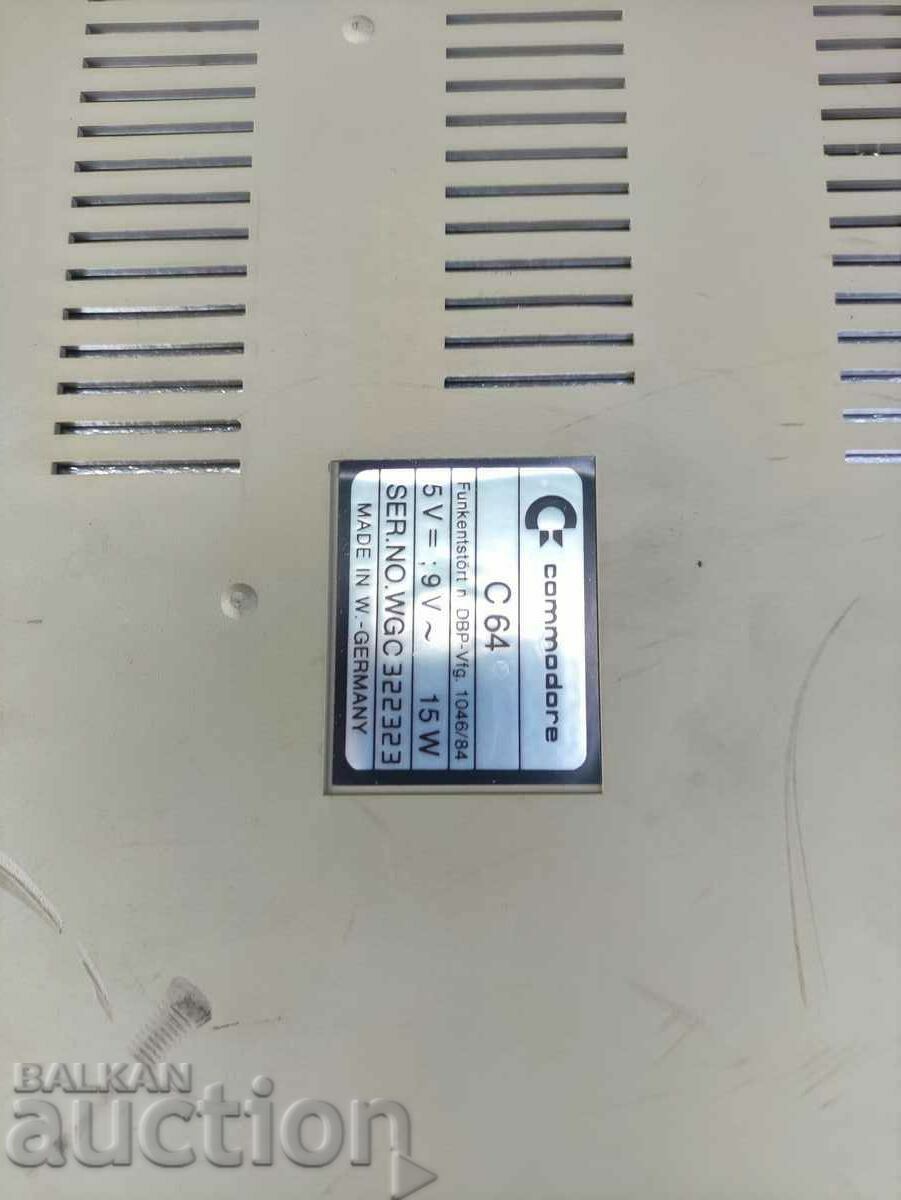 commodore
C 64
Funkentstört n. DBP-Vfg. 1046/84
5 V = ; 9 V ~ 15 W
SER.NO.WGC 322323
MADE IN W.-GERMANY
BALKAN
auction